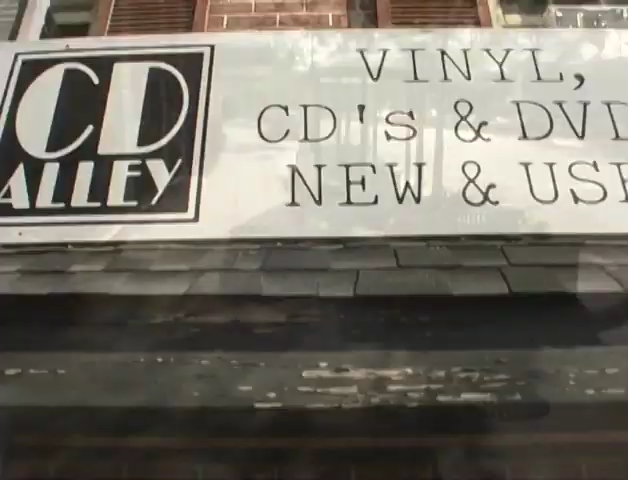 CD
ALLEY
VINYL,
CD's & DVD
NEW & USE